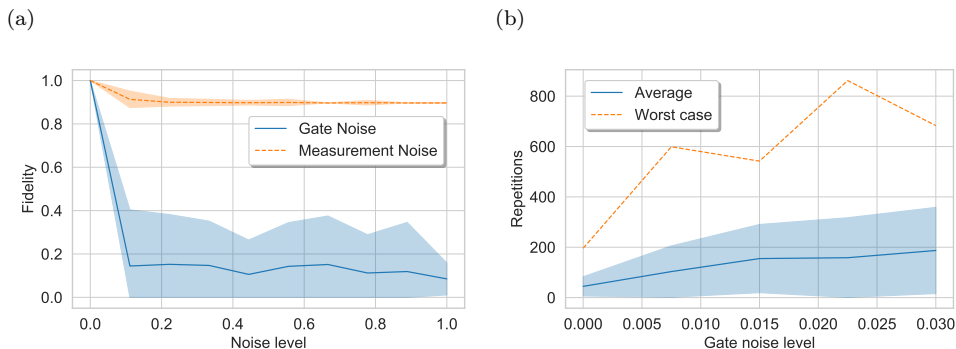 (a)
(b)
1.0
0.8
0.6
0.4
0.2
0.0
Fidelity
Gate Noise
Measurement Noise
0.0 0.2 0.4 0.6 0.8 1.0
Noise level
800
600
400
200
0
Repetitions
Average
Worst case
0.000 0.005 0.010 0.015 0.020 0.025 0.030
Gate noise level